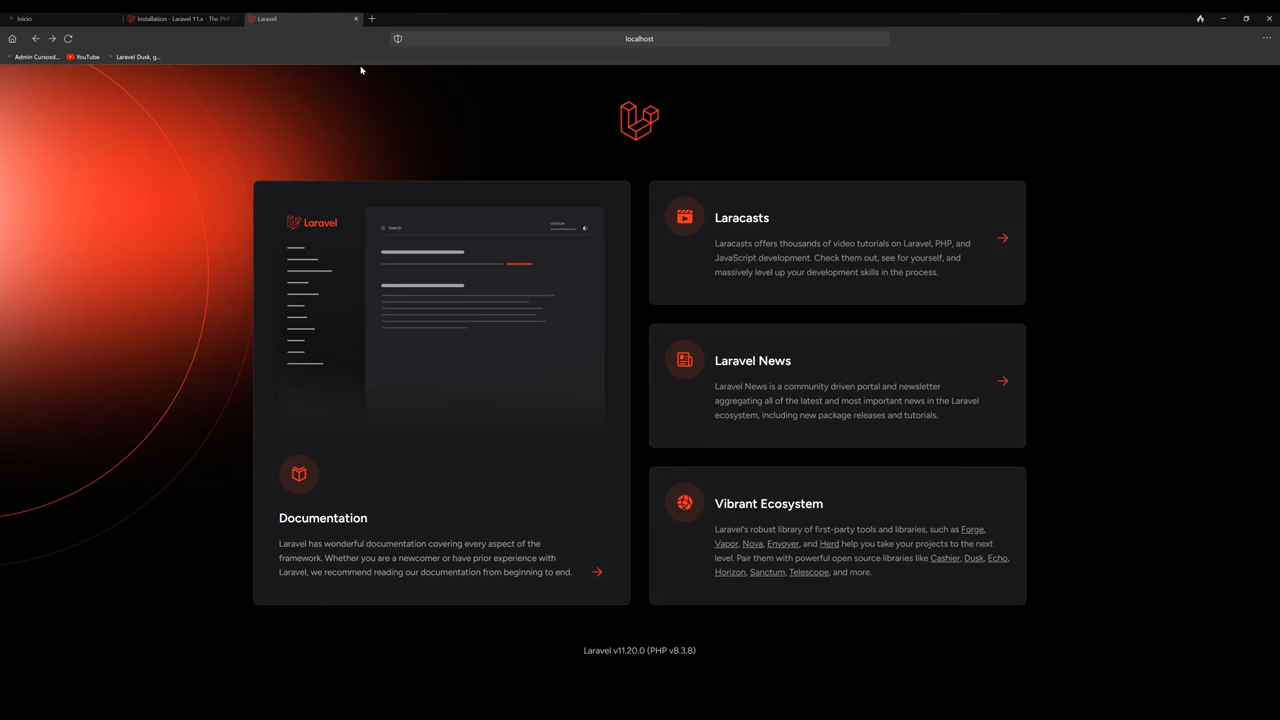 Inicio
Installation - Laravel 11.x - The PHP
Laravel
localhost
Admin Cursosd...
YouTube
Laravel Dusk, g...
Laravel
Search
VERSION
Documentation
Laravel has wonderful documentation covering every aspect of the
framework. Whether you are a newcomer or have prior experience with
Laravel, we recommend reading our documentation from beginning to end.
Laracasts
Laracasts offers thousands of video tutorials on Laravel, PHP, and
JavaScript development. Check them out, see for yourself, and
massively level up your development skills in the process.
Laravel News
Laravel News is a community driven portal and newsletter
aggregating all of the latest and most important news in the Laravel
ecosystem, including new package releases and tutorials.
Vibrant Ecosystem
Laravel's robust library of first-party tools and libraries, such as Forge,
Vapor, Nova, Envoyer, and Herd help you take your projects to the next
level. Pair them with powerful open source libraries like Cashier, Dusk, Echo,
Horizon, Sanctum, Telescope, and more.
Laravel v11.20.0 (PHP v8.3.8)